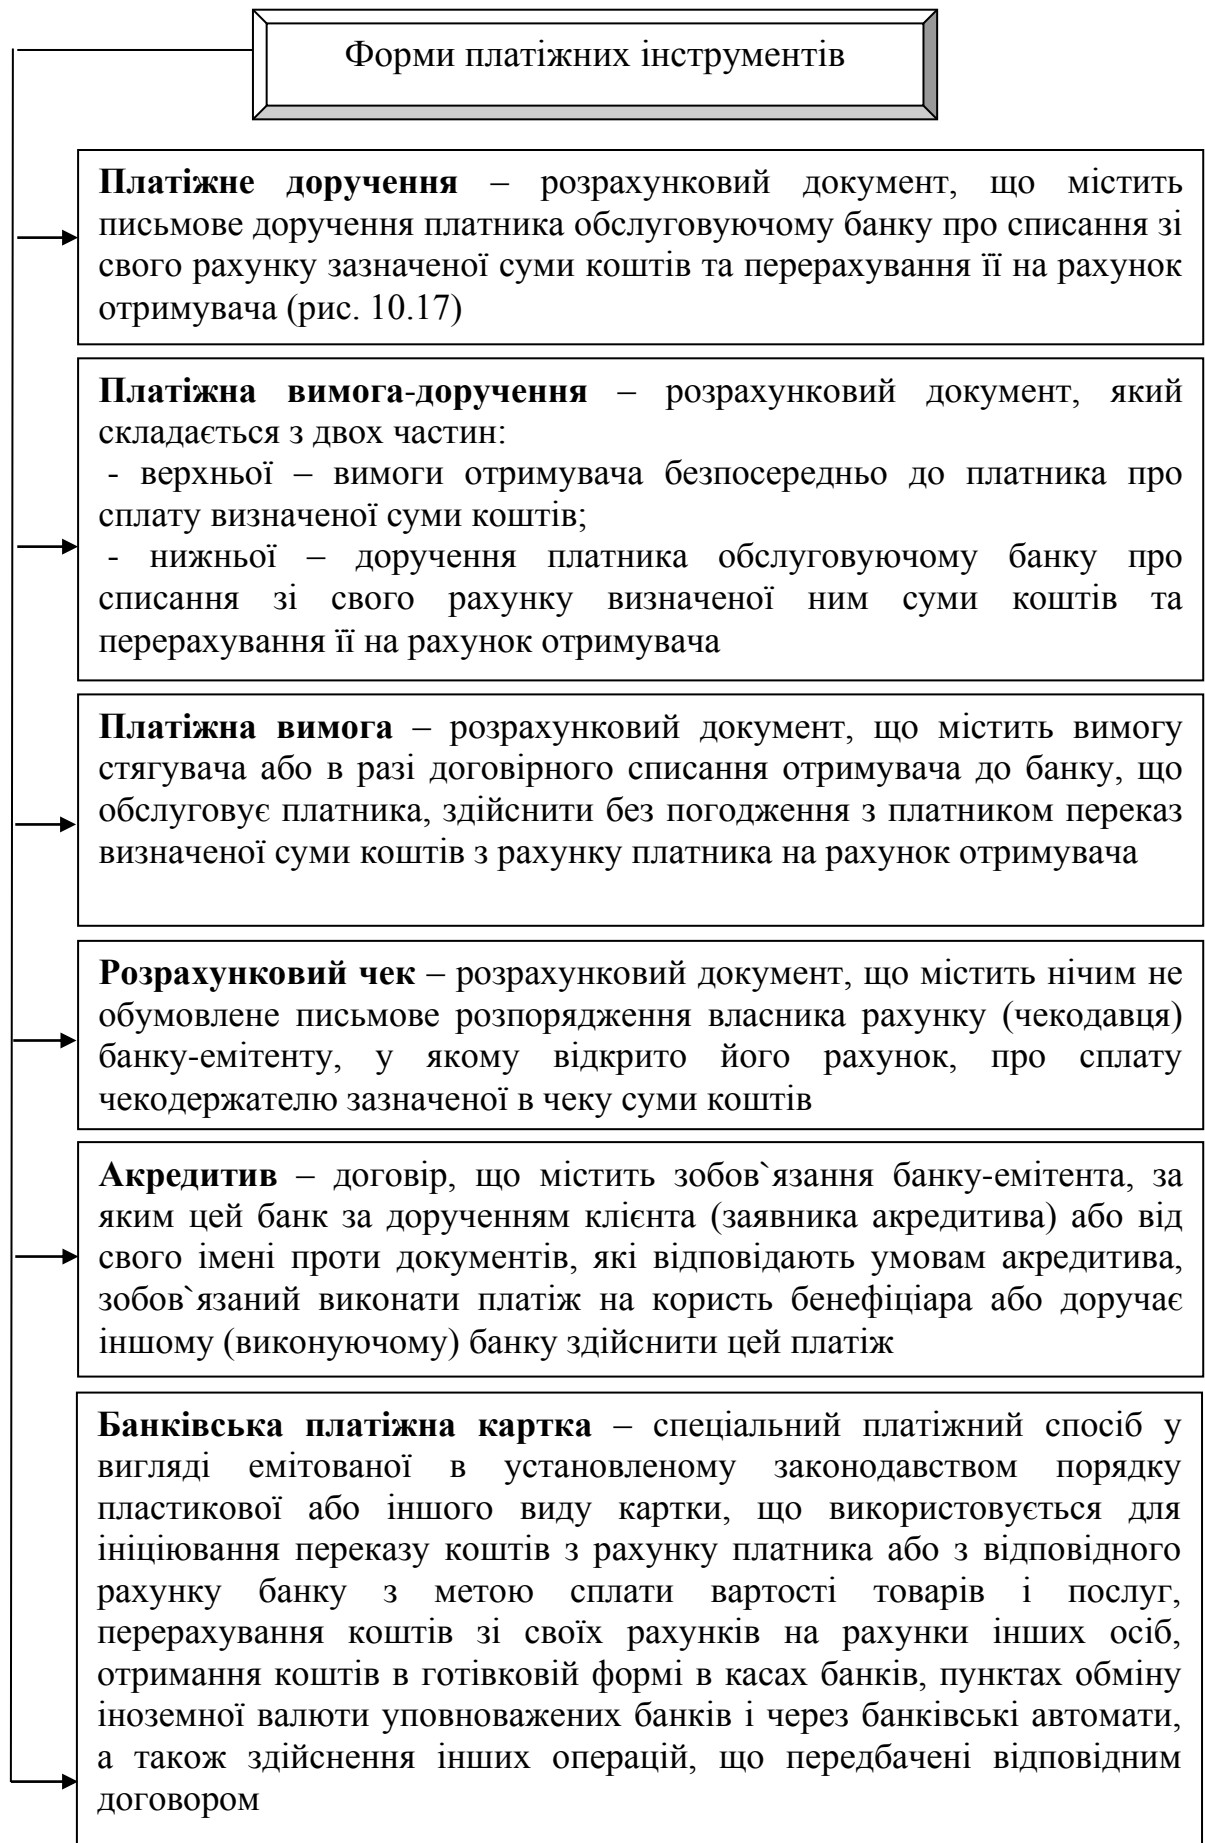 Форми платіжних інструментів
Платіжне доручення – розрахунковий документ, що містить
письмове доручення платника обслуговуючому банку про списання зі
свого рахунку зазначеної суми коштів та перерахування її на рахунок
отримувача (рис. 10.17)
Платіжна вимога-доручення – розрахунковий документ, який
складається з двох частин:
- верхньої – вимоги отримувача безпосередньо до платника про
сплату визначеної суми коштів;
- нижньої – доручення платника обслуговуючому банку про
списання зі свого рахунку визначеної ним суми коштів та
перерахування її на рахунок отримувача
Платіжна вимога – розрахунковий документ, що містить вимогу
стягувача або в разі договірного списання отримувача до банку, що
обслуговує платника, здійснити без погодження з платником переказ
визначеної суми коштів з рахунку платника на рахунок отримувача
Розрахунковий чек – розрахунковий документ, що містить нічим не
обумовлене письмове розпорядження власника рахунку (чекодавця)
банку-емітенту, у якому відкрито його рахунок, про сплату
чекодержателю зазначеної в чеку суми коштів
Акредитив – договір, що містить зобов`язання банку-емітента, за
яким цей банк за дорученням клієнта (заявника акредитива) або від
свого імені проти документів, які відповідають умовам акредитива,
зобов`язаний виконати платіж на користь бенефіціара або доручає
іншому (виконуючому) банку здійснити цей платіж
Банківська платіжна картка – спеціальний платіжний спосіб у
вигляді емітованої в установленому законодавством порядку
пластикової або іншого виду картки, що використовується для
ініціювання переказу коштів з рахунку платника або з відповідного
рахунку банку з метою сплати вартості товарів і послуг,
перерахування коштів зі своїх рахунків на рахунки інших осіб,
отримання коштів в готівковій формі в касах банків, пунктах обміну
іноземної валюти уповноважених банків і через банківські автомати,
а також здійснення інших операцій, що передбачені відповідним
договором